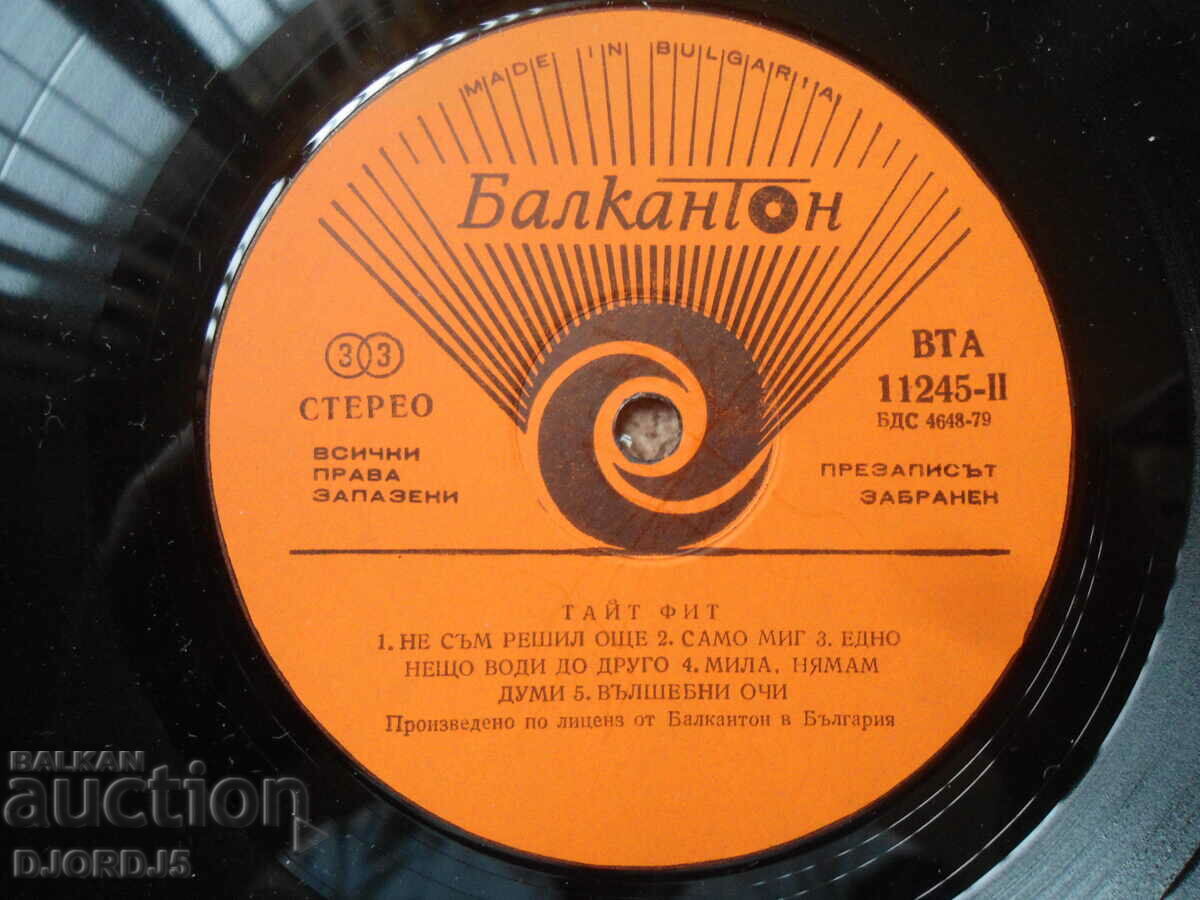 MADE IN BULGARIA
Балкантон
33
СТЕРЕО
ВСИЧКИ
ПРАВА
ЗАПАЗЕНИ
ВТА
11245-II
БДС 4648-79
ПРЕЗАПИСЪТ
ЗАБРАНЕН
ТАЙТ ФИТ
1. НЕ СЪМ РЕШИЛ ОЩЕ 2. САМО МИГ 3. ЕДНО
НЕЩО ВОДИ ДО ДРУГО 4. МИЛА, НЯМАМ
ДУМИ 5. ВЪЛШЕБНИ ОЧИ
Произведено по лиценз от Балкантон в България
BALKAN
auction
DJORDJ5